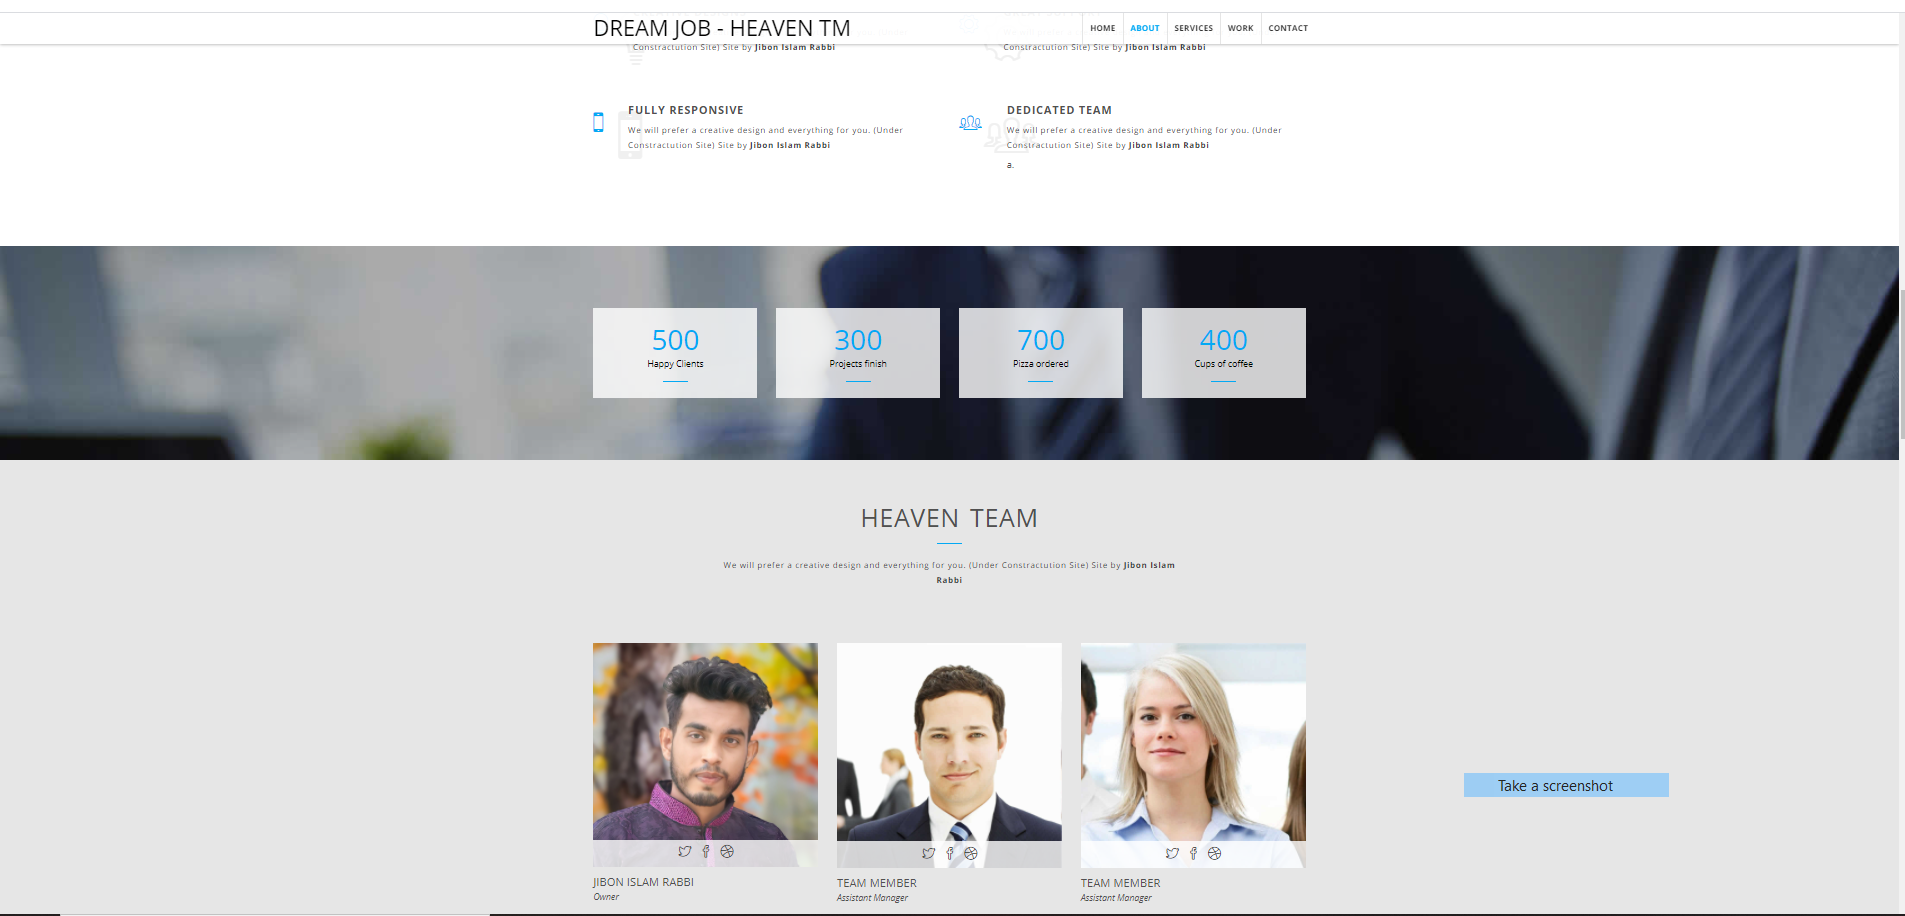 DREAM JOB - HEAVEN TM
HOME ABOUT SERVICES WORK CONTACT
Constractution Site) Site by Jibon Islam Rabbi
Constractution Site) Site by Jibon Islam Rabbi
FULLY RESPONSIVE
We will prefer a creative design and everything for you. (Under
Constractution Site) Site by Jibon Islam Rabbi
DEDICATED TEAM
We will prefer a creative design and everything for you. (Under
Constractution Site) Site by Jibon Islam Rabbi
a.
500
Happy Clients
300
Projects finish
700
Pizza ordered
400
Cups of coffee
HEAVEN TEAM
We will prefer a creative design and everything for you. (Under Constractution Site) Site by Jibon Islam
Rabbi
JIBON ISLAM RABBI
Owner
TEAM MEMBER
Assistant Manager
TEAM MEMBER
Assistant Manager
Take a screenshot